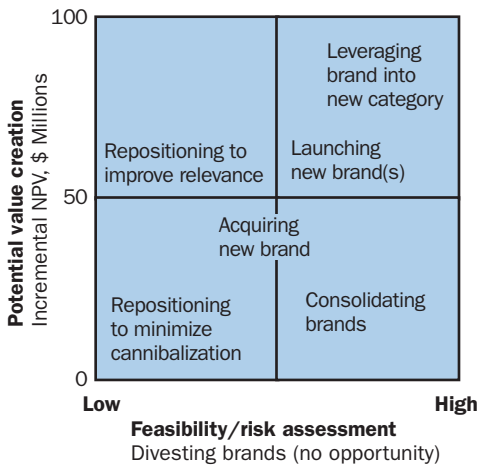 Potential value creation
Incremental NPV, $ Millions
100
50
0
Leveraging
brand into
new category
Repositioning to
improve relevance
Launching
new brand(s)
Acquiring
new brand
Repositioning
to minimize
cannibalization
Consolidating
brands
Low
High
Feasibility/risk assessment
Divesting brands (no opportunity)